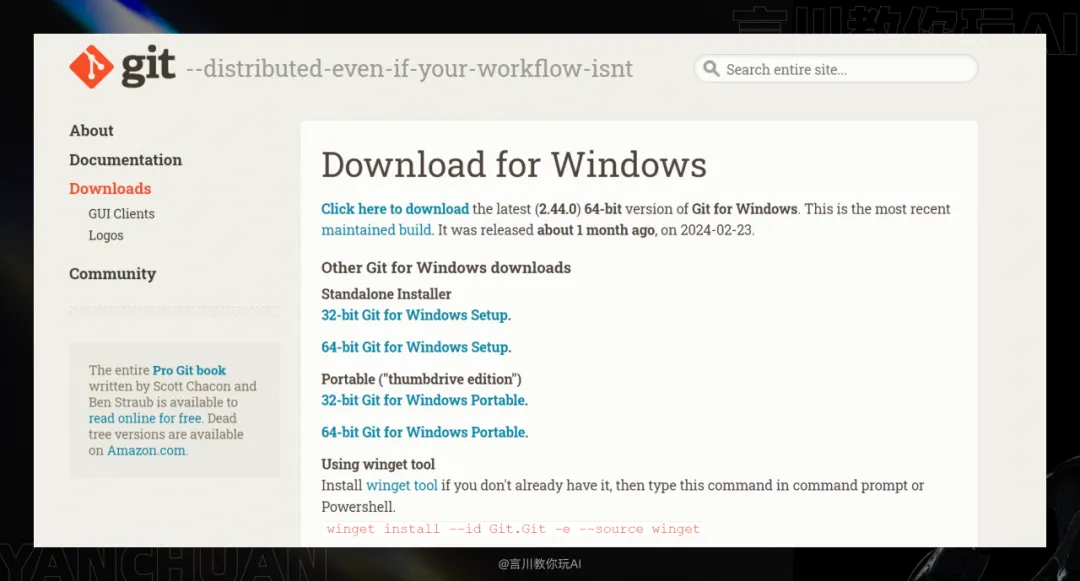 言川教你玩AI
git --distributed-even-if-your-workflow-isnt
Search entire site...
About
Documentation
Downloads
GUI Clients
Logos
Community
The entire Pro Git book
written by Scott Chacon and
Ben Straub is available to
read online for free. Dead
tree versions are available
on Amazon.com.
Download for Windows
Click here to download the latest (2.44.0) 64-bit version of Git for Windows. This is the most recent
maintained build. It was released about 1 month ago, on 2024-02-23.
Other Git for Windows downloads
Standalone Installer
32-bit Git for Windows Setup.
64-bit Git for Windows Setup.
Portable ("thumbdrive edition")
32-bit Git for Windows Portable.
64-bit Git for Windows Portable.
Using winget tool
Install winget tool if you don't already have it, then type this command in command prompt or
Powershell.
winget install --id Git.Git -e --source winget
YANCHUAN
@言川教你玩AI